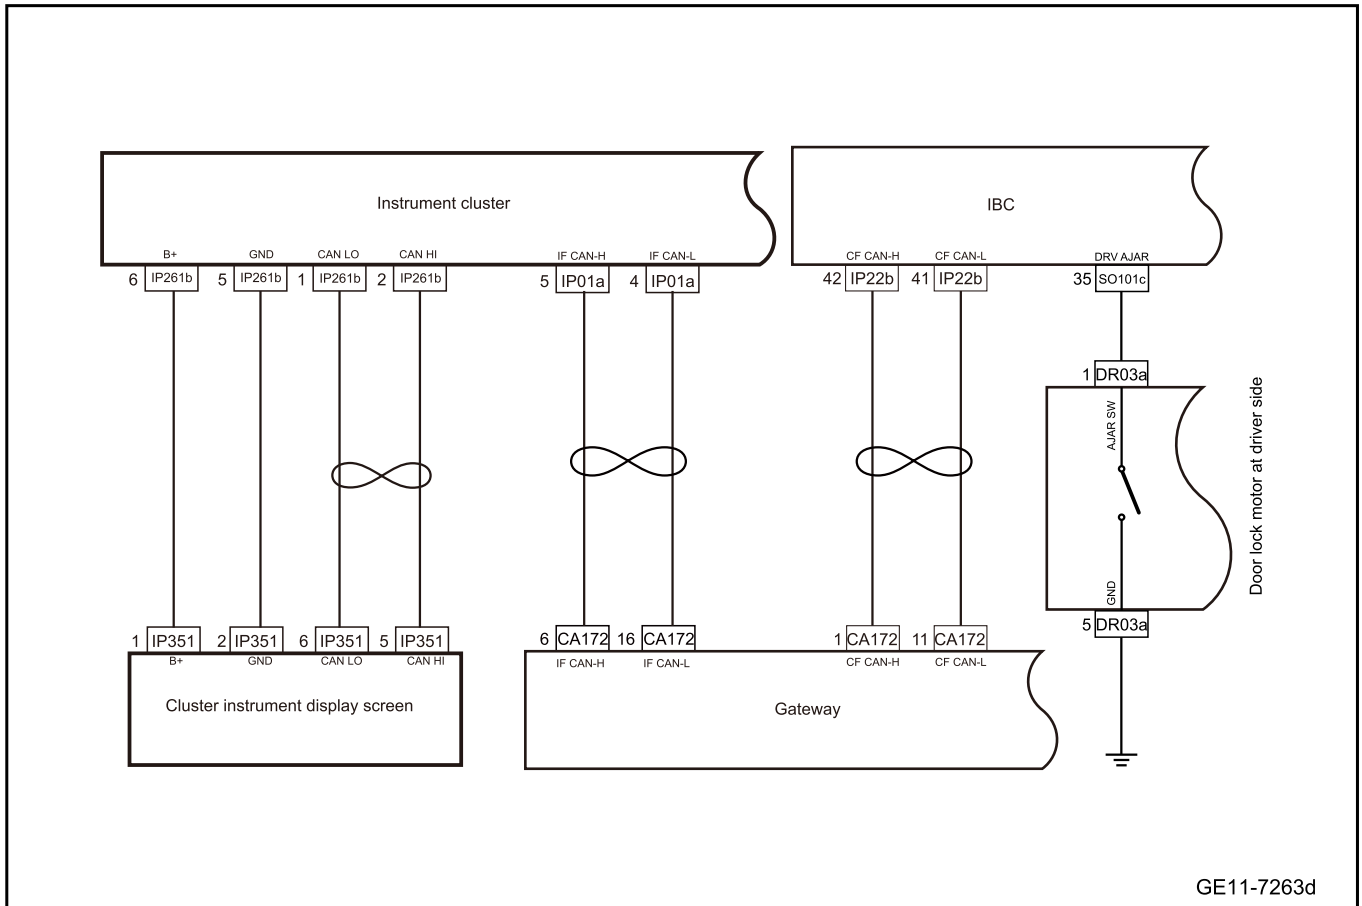 Instrument cluster
IBC
B+ GND CAN LO CAN HI IF CAN-H IF CAN-L CF CAN-H CF CAN-L DRV AJAR
6 IP261b 5 IP261b 1 IP261b 2 IP261b 5 IP01a 4 IP01a 42 IP22b 41 IP22b 35 SO101c
1 DR03a
AJAR SW
GND
Door lock motor at driver side
5 DR03a
1 IP351 2 IP351 6 IP351 5 IP351 6 CA172 16 CA172 1 CA172 11 CA172
B+ GND CAN LO CAN HI IF CAN-H IF CAN-L CF CAN-H CF CAN-L
Cluster instrument display screen
Gateway
GE11-7263d